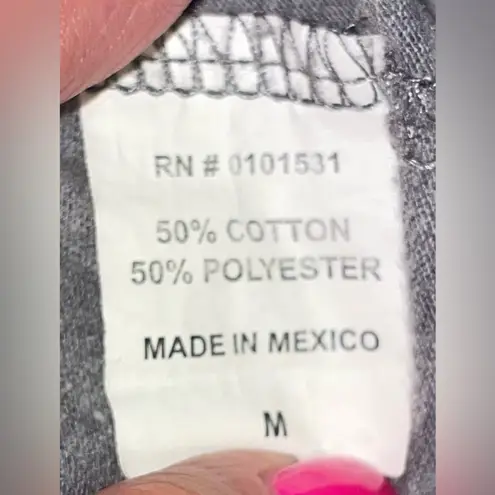 RN # 0101531
50% COTTON
50% POLYESTER
MADE IN MEXICO
M